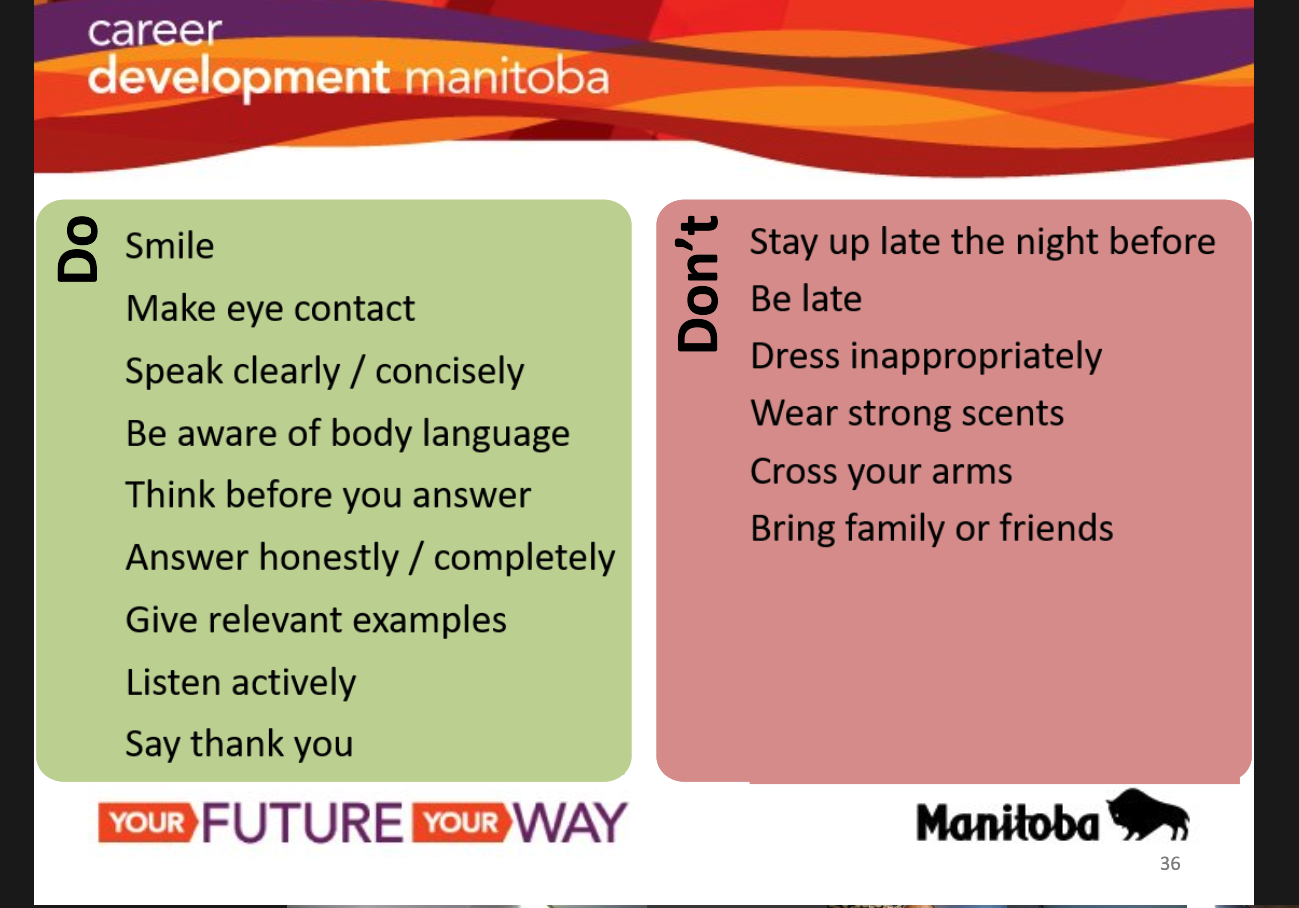 career
development manitoba
Do
Smile
Make eye contact
Speak clearly / concisely
Be aware of body language
Think before you answer
Answer honestly / completely
Give relevant examples
Listen actively
Say thank you
Don’t
Stay up late the night before
Be late
Dress inappropriately
Wear strong scents
Cross your arms
Bring family or friends
YOUR FUTURE YOUR WAY
Manitoba
36